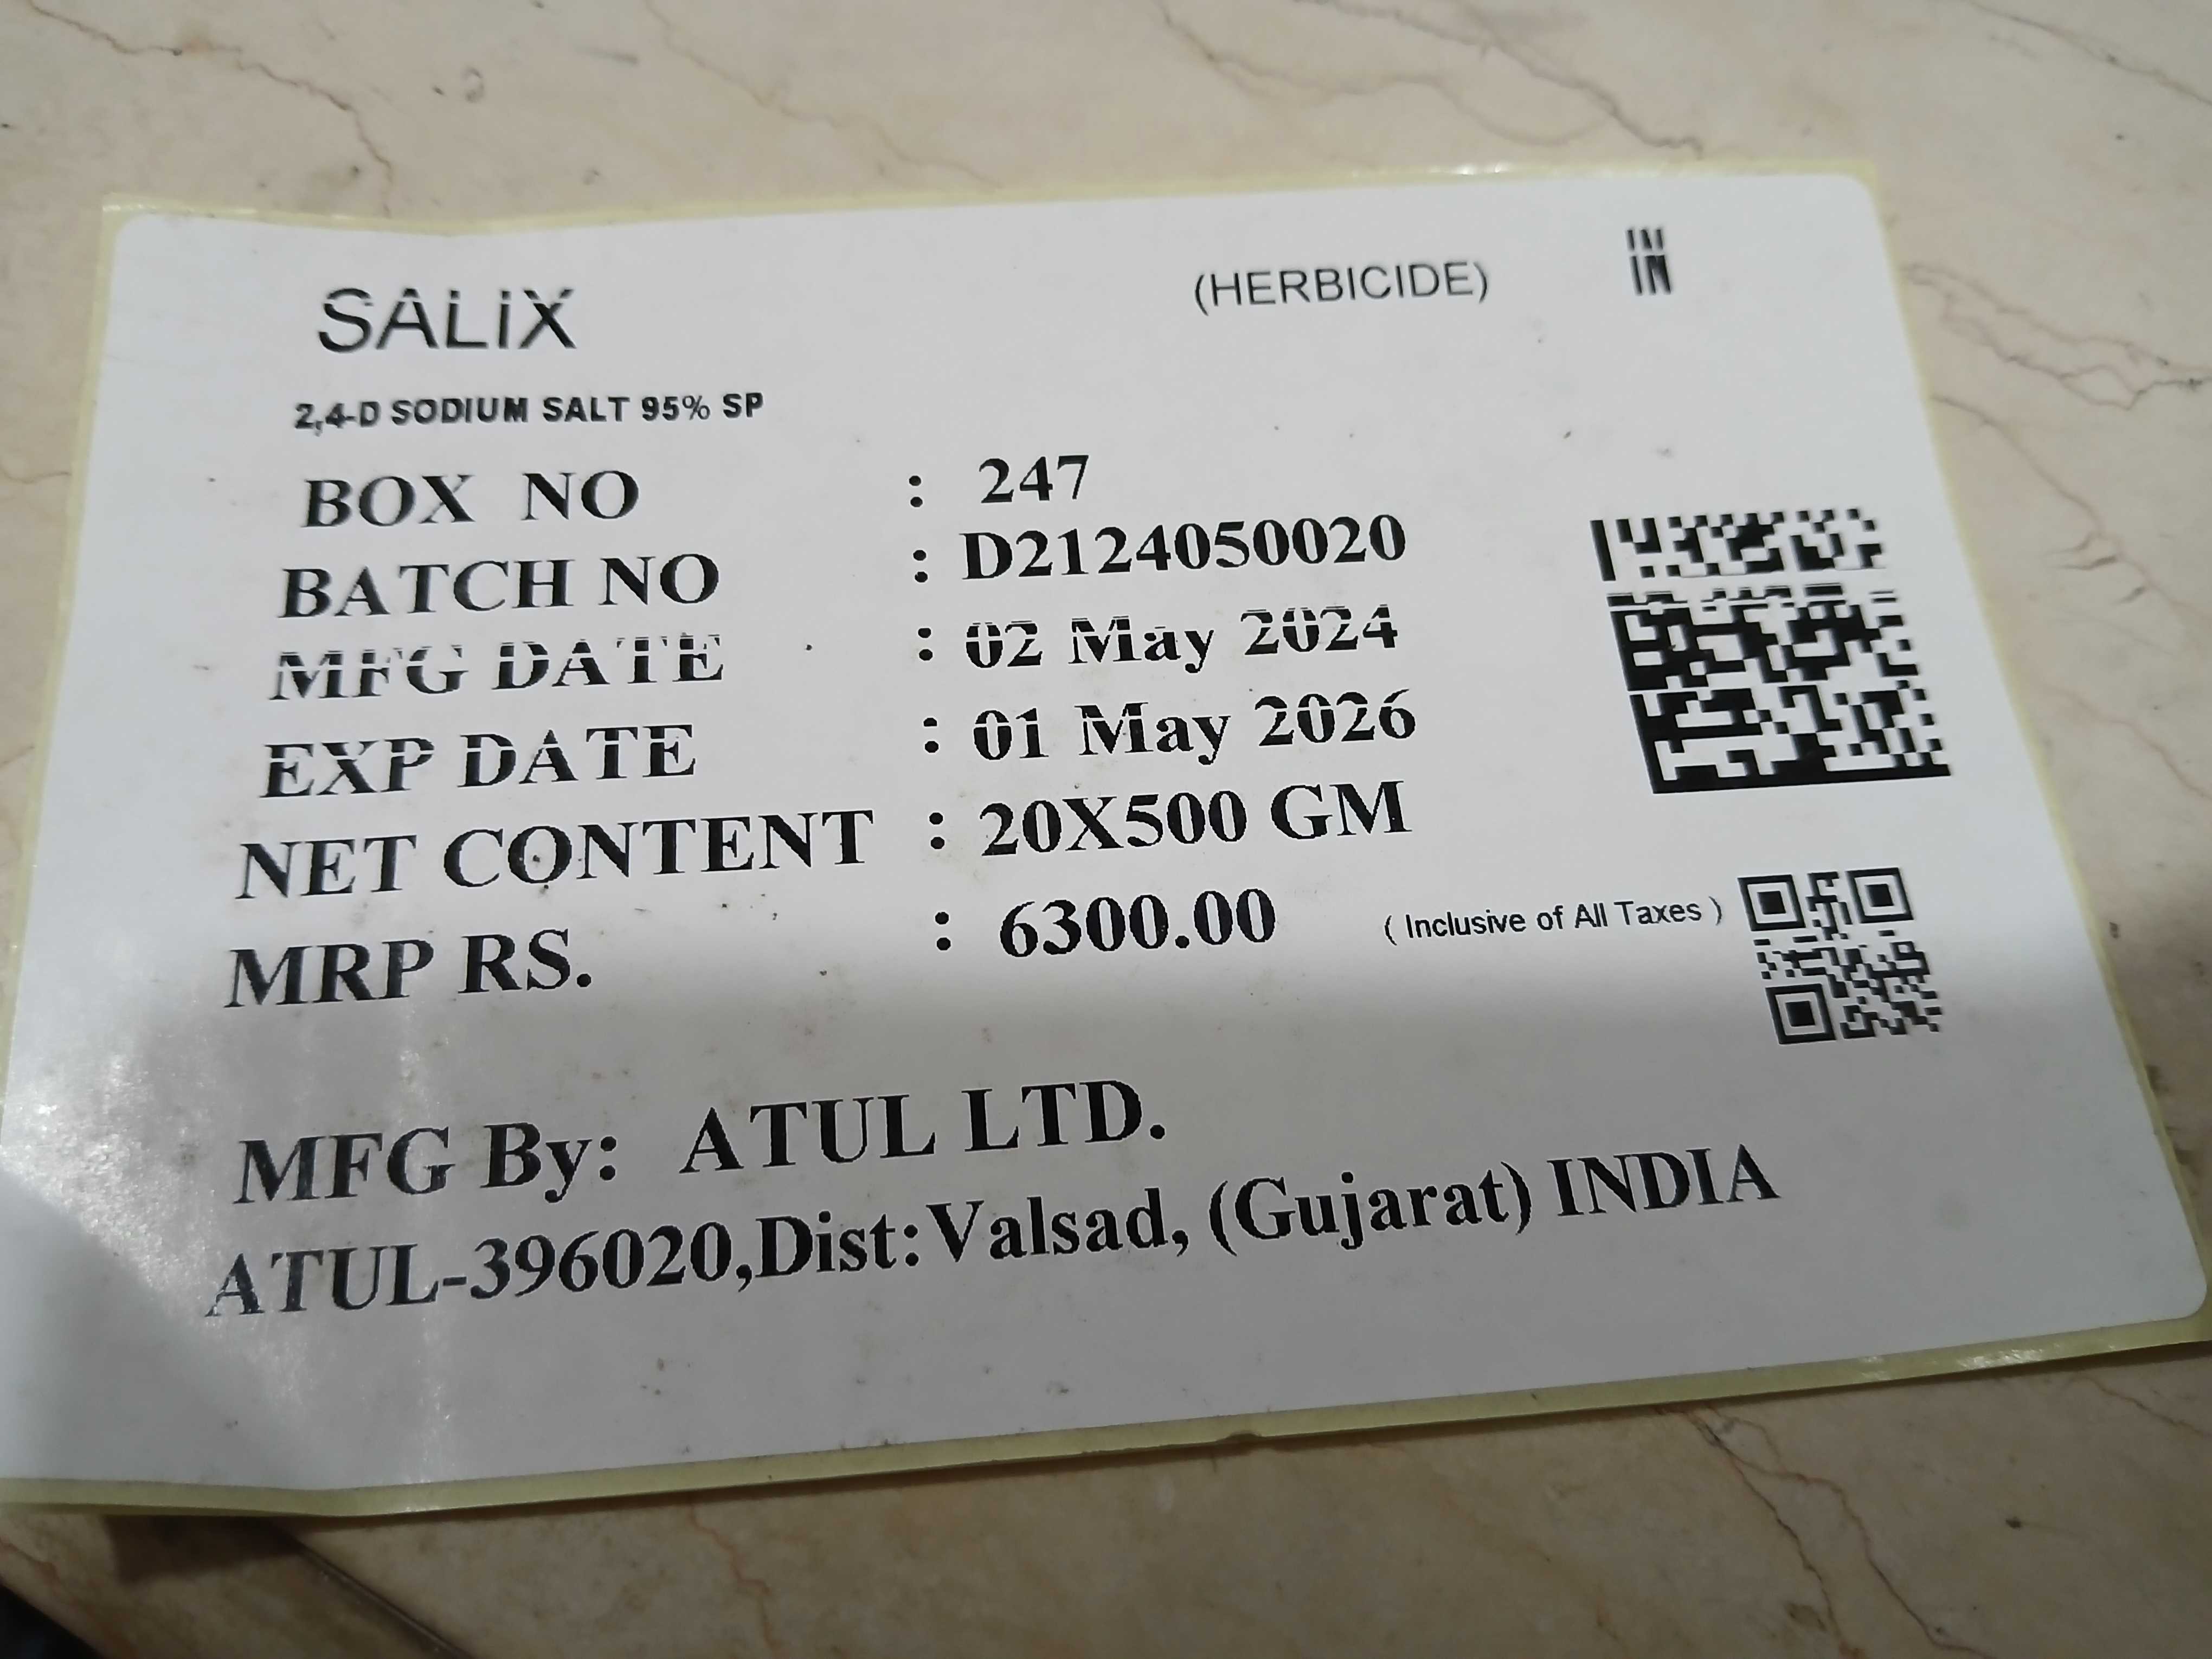 SALiX (HERBICIDE) IN
2,4-D SODIUM SALT 95% SP
BOX NO : 247
BATCH NO : D2124050020
MFG DATE : 02 May 2024
EXP DATE : 01 May 2026
NET CONTENT : 20X500 GM
MRP RS. : 6300.00 ( Inclusive of All Taxes )
MFG By: ATUL LTD.
ATUL-396020,Dist:Valsad, (Gujarat) INDIA